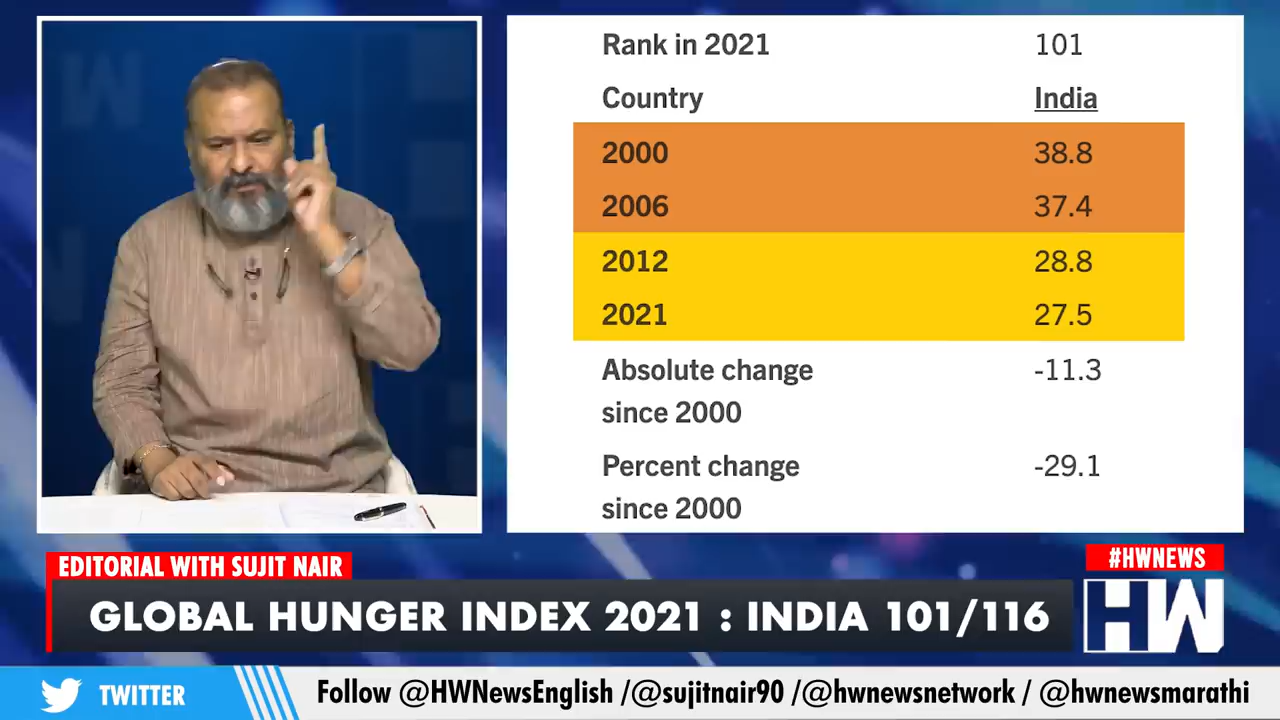 Rank in 2021 101
Country India
2000 38.8
2006 37.4
2012 28.8
2021 27.5
Absolute change -11.3
since 2000
Percent change -29.1
since 2000
EDITORIAL WITH SUJIT NAIR
#HWNEWS
GLOBAL HUNGER INDEX 2021 : INDIA 101/116
HW
TWITTER
Follow @HWNewsEnglish /@sujitnair90 /@hwnewsnetwork / @hwnewsmarathi